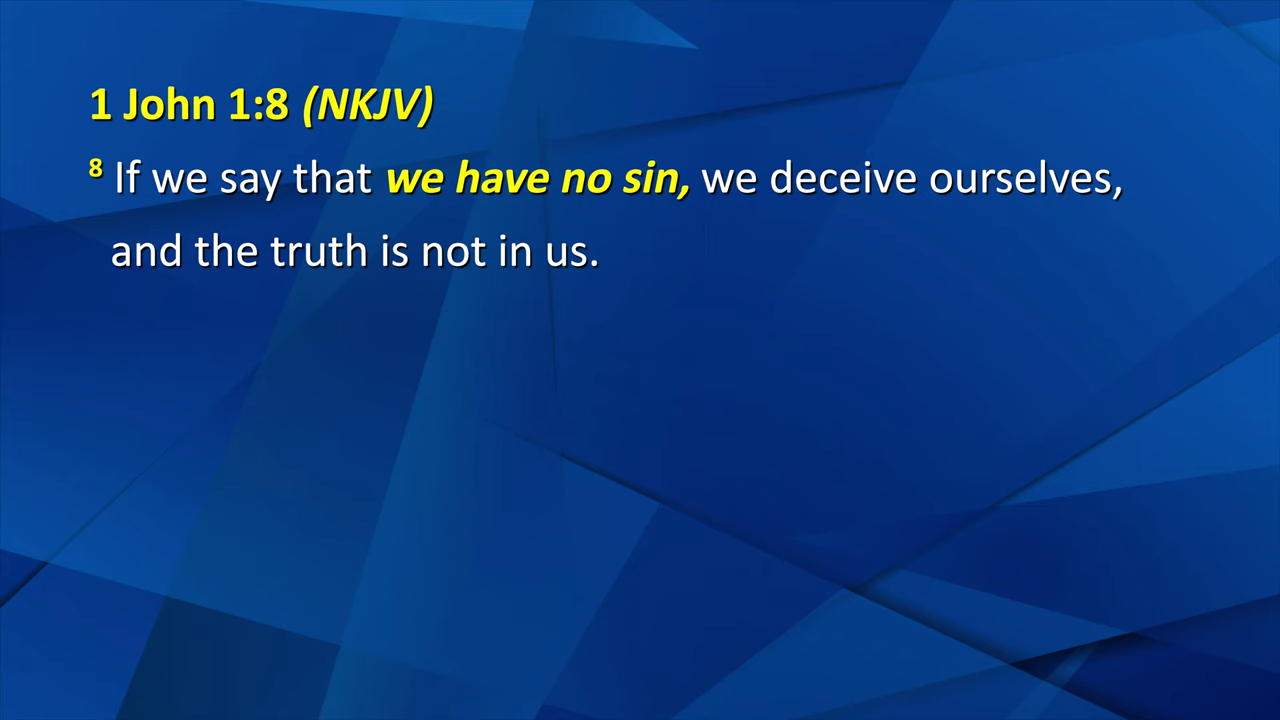 1 John 1:8 (NKJV)
8 If we say that we have no sin, we deceive ourselves,
and the truth is not in us.